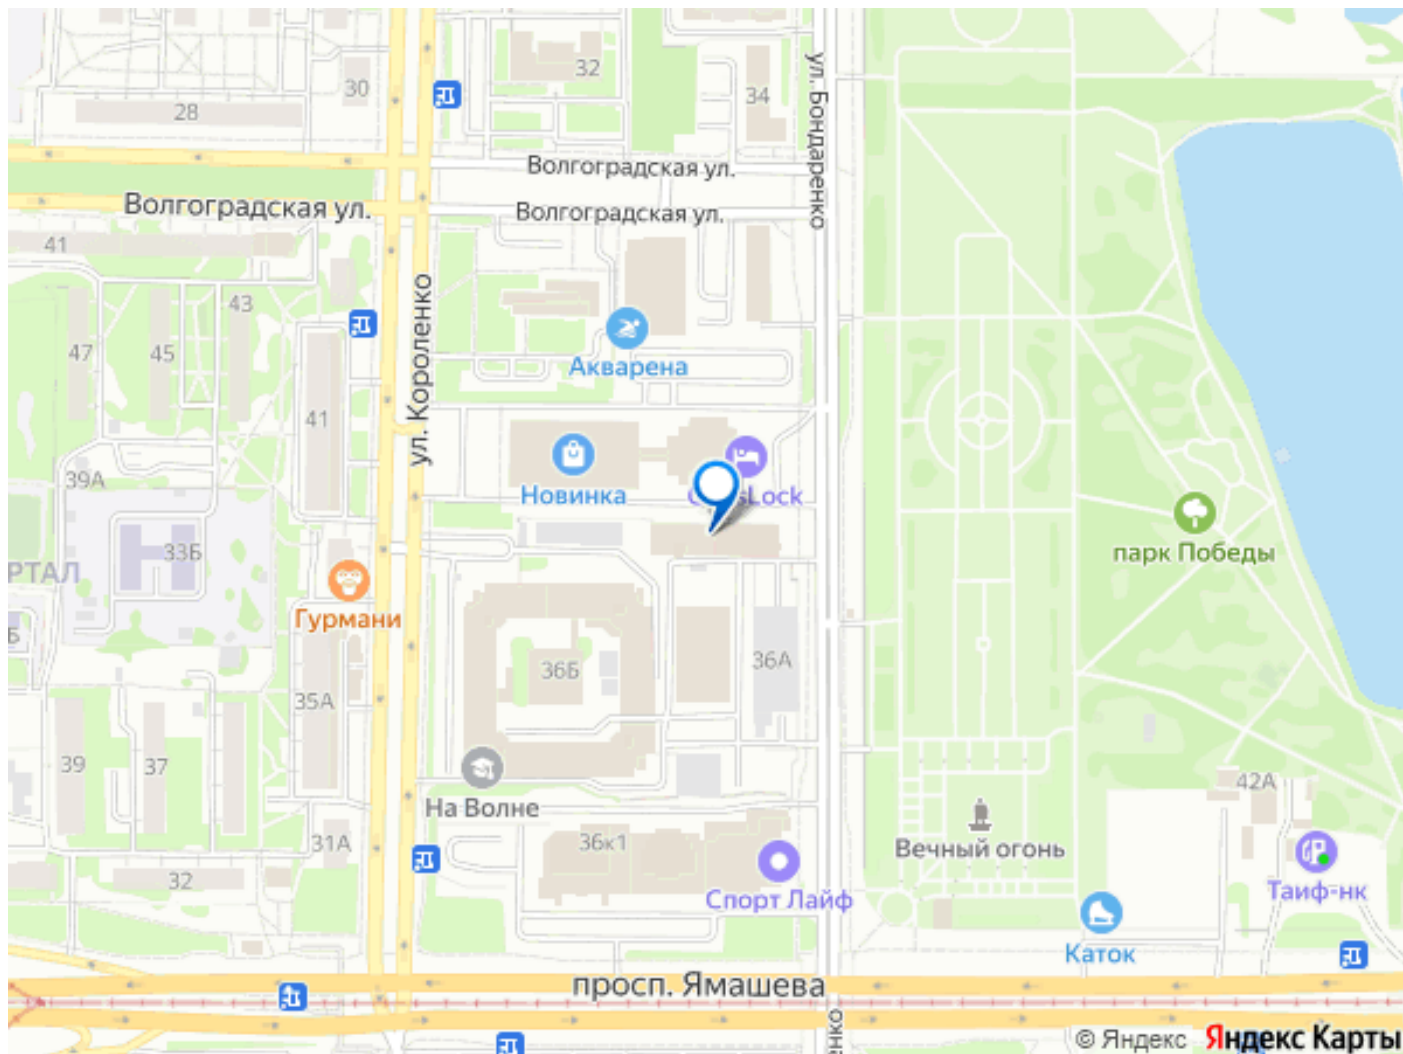 32
30
34
28
ул. Бондаренко
Волгоградская ул.
Волгоградская ул.
Волгоградская ул.
41
43
ул. Короленко
47
45
Акварена
41
39А
Новинка
33Б
парк Победы
РТАЛ
Гурмани
Б
36Б
36А
35А
39
37
42А
На Волне
31А
36к1
Вечный огонь
32
Спорт Лайф
Таиф-нк
Каток
просп. Ямашева
енко
© Яндекс Яндекс Карты